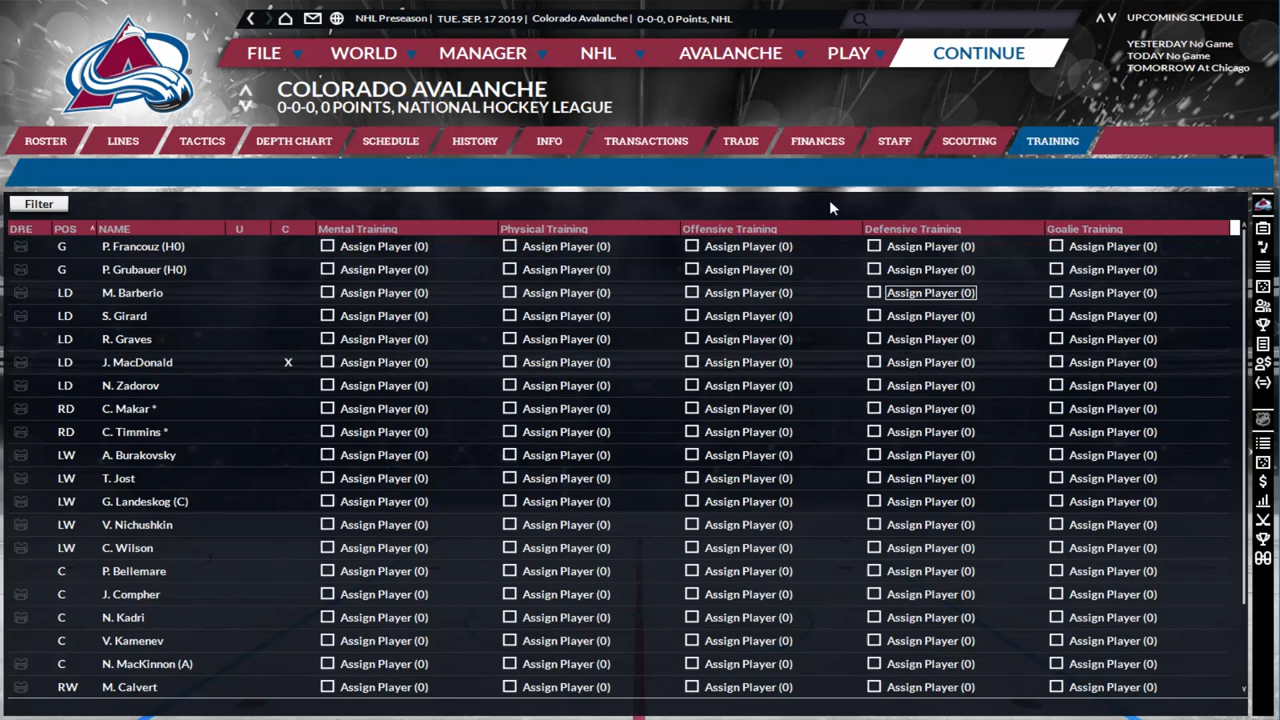 NHL Preseason | TUE. SEP. 17 2019 | Colorado Avalanche | 0-0-0, 0 Points, NHL
UPCOMING SCHEDULE
FILE WORLD MANAGER NHL AVALANCHE PLAY CONTINUE
YESTERDAY No Game
TODAY No Game
TOMORROW At Chicago
COLORADO AVALANCHE
0-0-0, 0 POINTS, NATIONAL HOCKEY LEAGUE
ROSTER LINES TACTICS DEPTH CHART SCHEDULE HISTORY INFO TRANSACTIONS TRADE FINANCES STAFF SCOUTING TRAINING
Filter
DRE POS NAME U C Mental Training Physical Training Offensive Training Defensive Training Goalie Training
G P. Francouz (H0) Assign Player (0) Assign Player (0) Assign Player (0) Assign Player (0) Assign Player (0)
G P. Grubauer (H0) Assign Player (0) Assign Player (0) Assign Player (0) Assign Player (0) Assign Player (0)
LD M. Barberio Assign Player (0) Assign Player (0) Assign Player (0) Assign Player (0) Assign Player (0)
LD S. Girard Assign Player (0) Assign Player (0) Assign Player (0) Assign Player (0) Assign Player (0)
LD R. Graves Assign Player (0) Assign Player (0) Assign Player (0) Assign Player (0) Assign Player (0)
LD J. MacDonald X Assign Player (0) Assign Player (0) Assign Player (0) Assign Player (0) Assign Player (0)
LD N. Zadorov Assign Player (0) Assign Player (0) Assign Player (0) Assign Player (0) Assign Player (0)
RD C. Makar * Assign Player (0) Assign Player (0) Assign Player (0) Assign Player (0) Assign Player (0)
RD C. Timmins * Assign Player (0) Assign Player (0) Assign Player (0) Assign Player (0) Assign Player (0)
LW A. Burakovsky Assign Player (0) Assign Player (0) Assign Player (0) Assign Player (0) Assign Player (0)
LW T. Jost Assign Player (0) Assign Player (0) Assign Player (0) Assign Player (0) Assign Player (0)
LW G. Landeskog (C) Assign Player (0) Assign Player (0) Assign Player (0) Assign Player (0) Assign Player (0)
LW V. Nichushkin Assign Player (0) Assign Player (0) Assign Player (0) Assign Player (0) Assign Player (0)
LW C. Wilson Assign Player (0) Assign Player (0) Assign Player (0) Assign Player (0) Assign Player (0)
C P. Bellemare Assign Player (0) Assign Player (0) Assign Player (0) Assign Player (0) Assign Player (0)
C J. Compher Assign Player (0) Assign Player (0) Assign Player (0) Assign Player (0) Assign Player (0)
C N. Kadri Assign Player (0) Assign Player (0) Assign Player (0) Assign Player (0) Assign Player (0)
C V. Kamenev Assign Player (0) Assign Player (0) Assign Player (0) Assign Player (0) Assign Player (0)
C N. MacKinnon (A) Assign Player (0) Assign Player (0) Assign Player (0) Assign Player (0) Assign Player (0)
RW M. Calvert Assign Player (0) Assign Player (0) Assign Player (0) Assign Player (0) Assign Player (0)